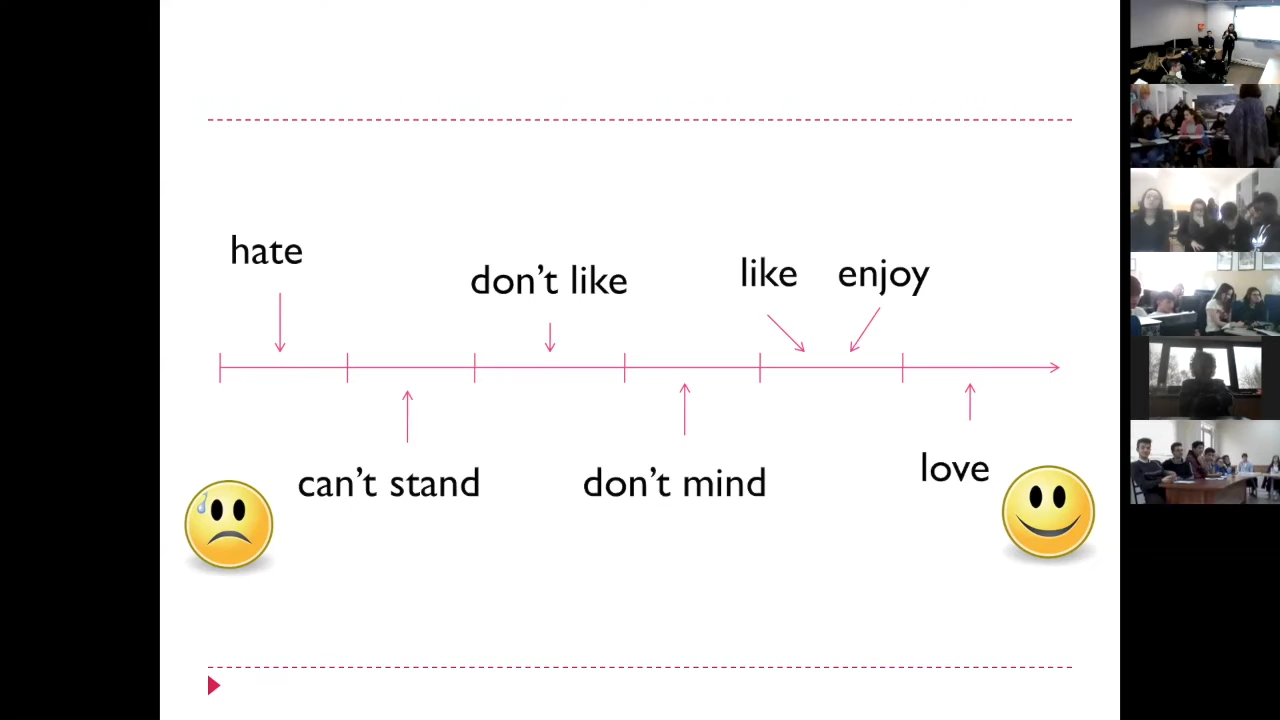 hate
don't like
like
enjoy
can't stand
don't mind
love